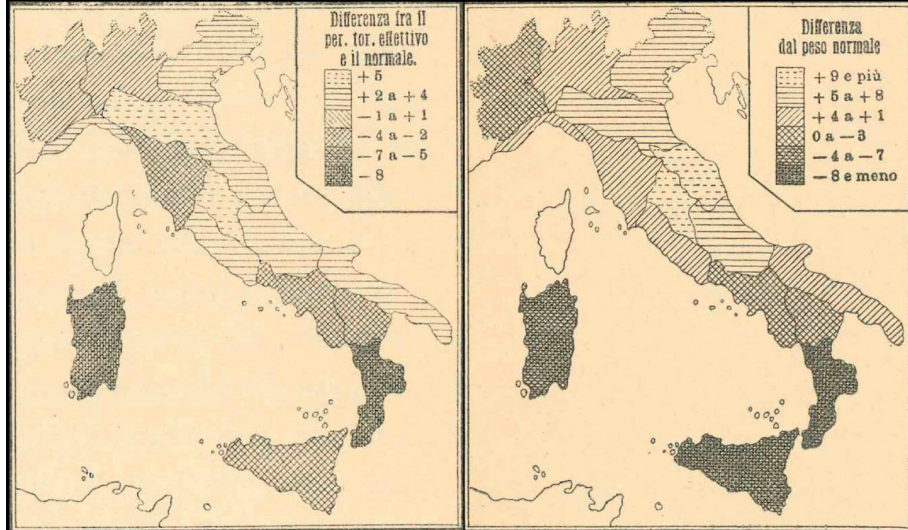 Differenza fra il
per. tor. effettivo
e il normale.
+ 5
+ 2 a + 4
— 1 a + 1
— 4 a — 2
— 7 a — 5
— 8
Differenza
dal peso normale
+ 9 e più
+ 5 a + 8
+ 4 a + 1
0 a — 3
— 4 a — 7
— 8 e meno